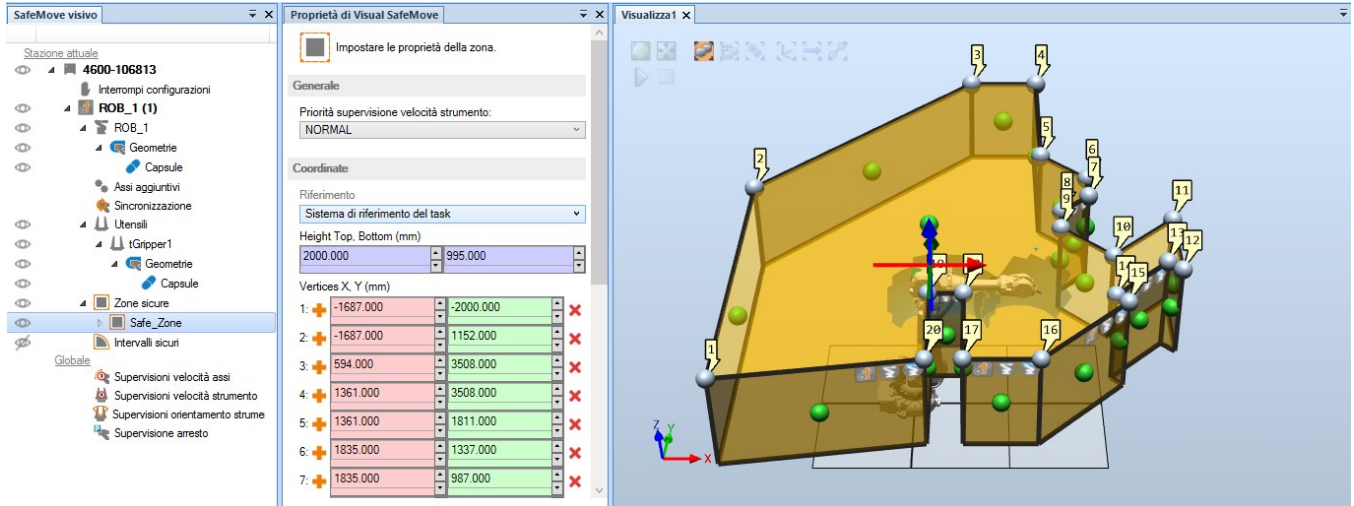 SafeMove visivo
Stazione attuale
4600-106813
Interrompi configurazioni
ROB_1 (1)
ROB_1
Geometrie
Capsule
Assi aggiuntivi
Sincronizzazione
Utensili
tGripper1
Geometrie
Capsule
Zone sicure
Safe_Zone
Intervalli sicuri
Globale
Supervisioni velocità assi
Supervisioni velocità strumento
Supervisioni orientamento strume
Supervisione arresto
Proprietà di Visual SafeMove
Impostare le proprietà della zona.
Generale
Priorità supervisione velocità strumento:
NORMAL
Coordinate
Riferimento
Sistema di riferimento del task
Height Top, Bottom (mm)
2000.000 995.000
Vertices X, Y (mm)
1: -1687.000 -2000.000
2: -1687.000 1152.000
3: 594.000 3508.000
4: 1361.000 3508.000
5: 1361.000 1811.000
6: 1835.000 1337.000
7: 1835.000 987.000
Visualizza1
3
4
5
2
6
7
8
9
11
10
13
12
15
20
17
16
1
Z
Y
X